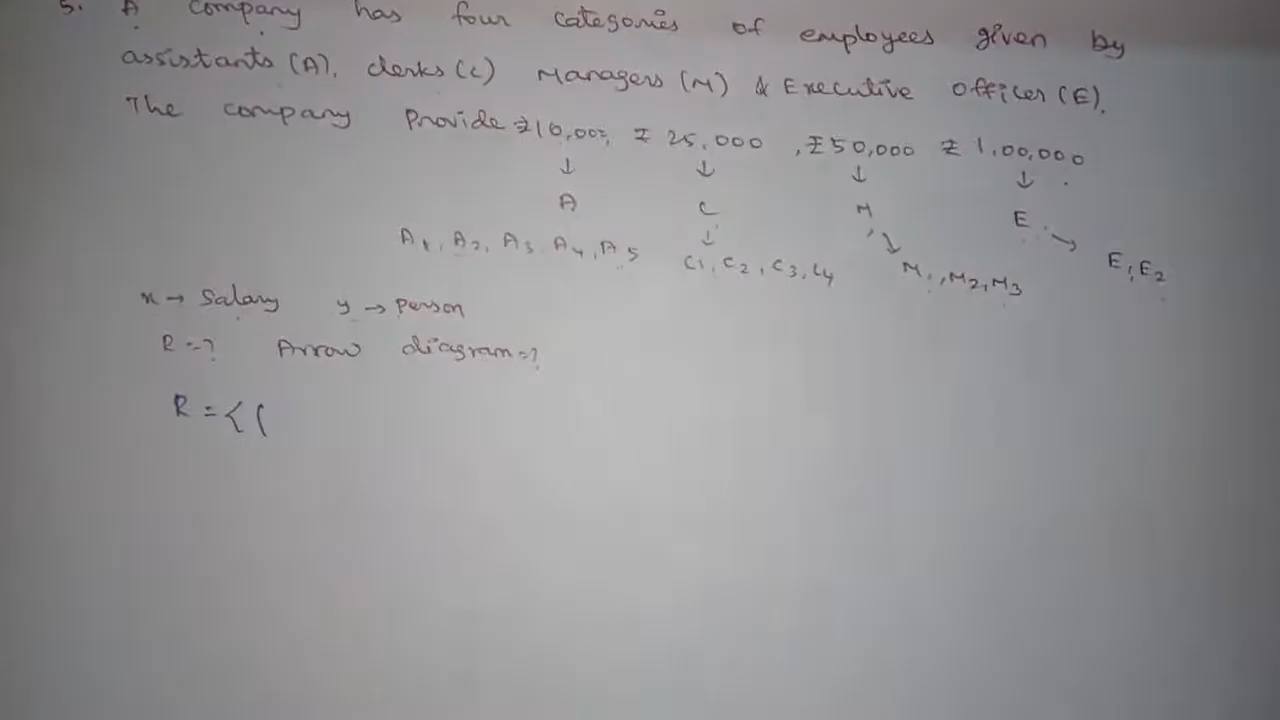 5. A company has four categories of employees given by
assistants (A), clerks (C) Managers (M) & Executive Officer (E).
The company Provide ₹10,000, ₹ 25,000, ₹50,000 ₹ 1,00,000
↓ ↓ ↓ ↓
A C M E
A1, A2, A3 A4, A5 C1, C2, C3, C4 M1, M2, M3 E1 E2
x → Salary y → person
R = ? Arrow diagram = ?
R = { (